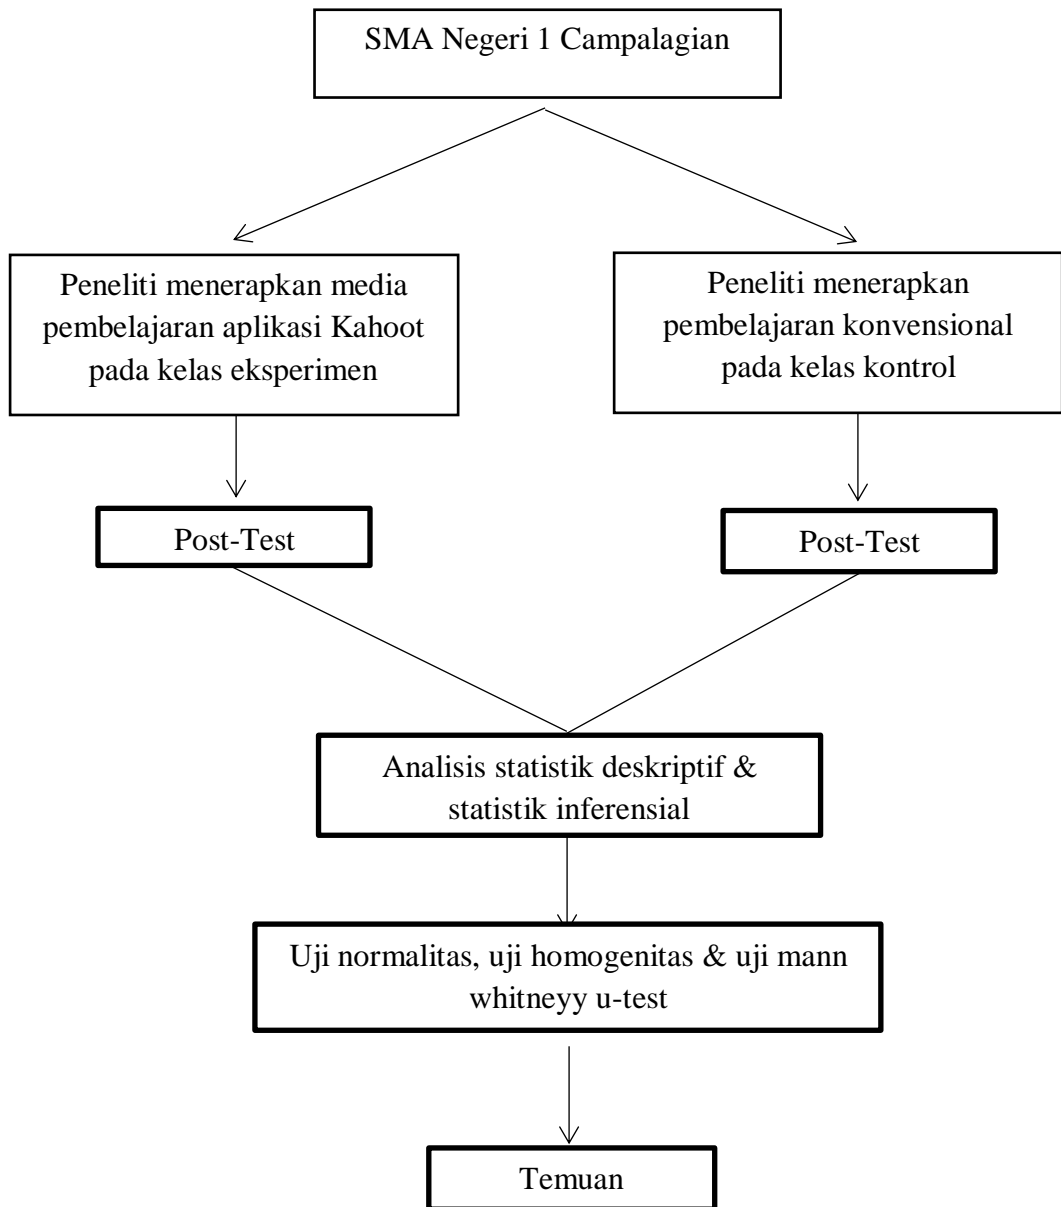 SMA Negeri 1 Campalagian
Peneliti menerapkan media
pembelajaran aplikasi Kahoot
pada kelas eksperimen
Peneliti menerapkan
pembelajaran konvensional
pada kelas kontrol
Post-Test
Post-Test
Analisis statistik deskriptif &
statistik inferensial
Uji normalitas, uji homogenitas & uji mann
whitneyy u-test
Temuan